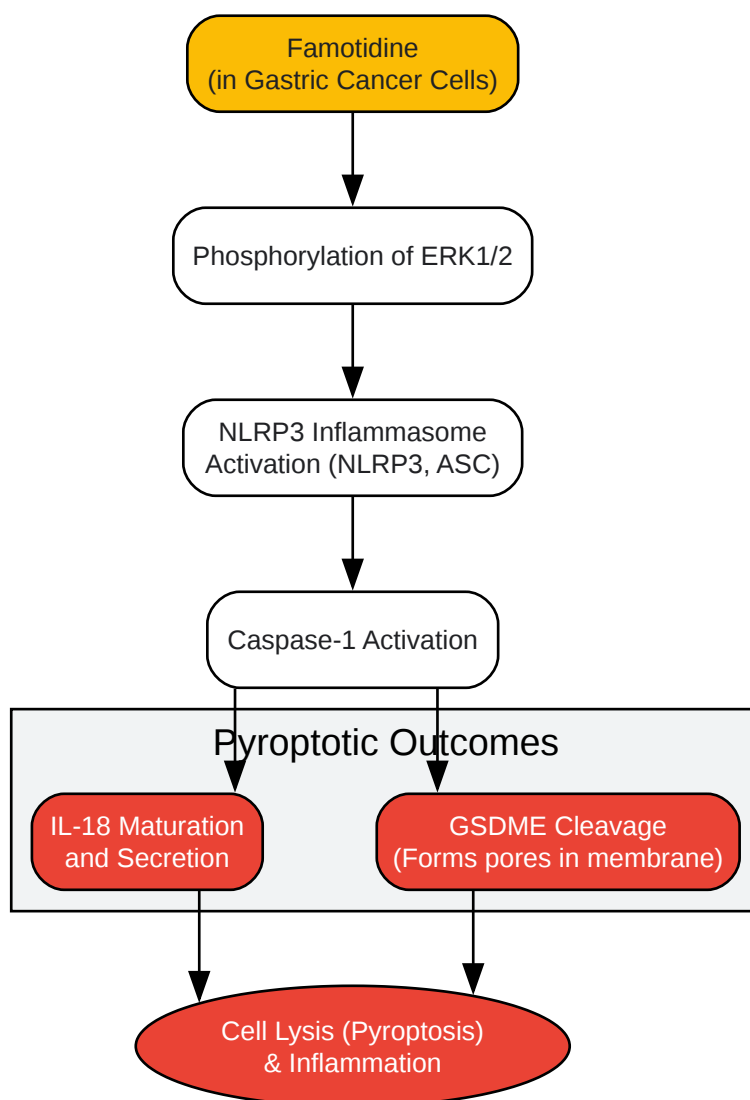 Famotidine
(in Gastric Cancer Cells)
Phosphorylation of ERK1/2
NLRP3 Inflammasome
Activation (NLRP3, ASC)
Caspase-1 Activation
Pyroptotic Outcomes
IL-18 Maturation
and Secretion
GSDME Cleavage
(Forms pores in membrane)
Cell Lysis (Pyroptosis)
& Inflammation